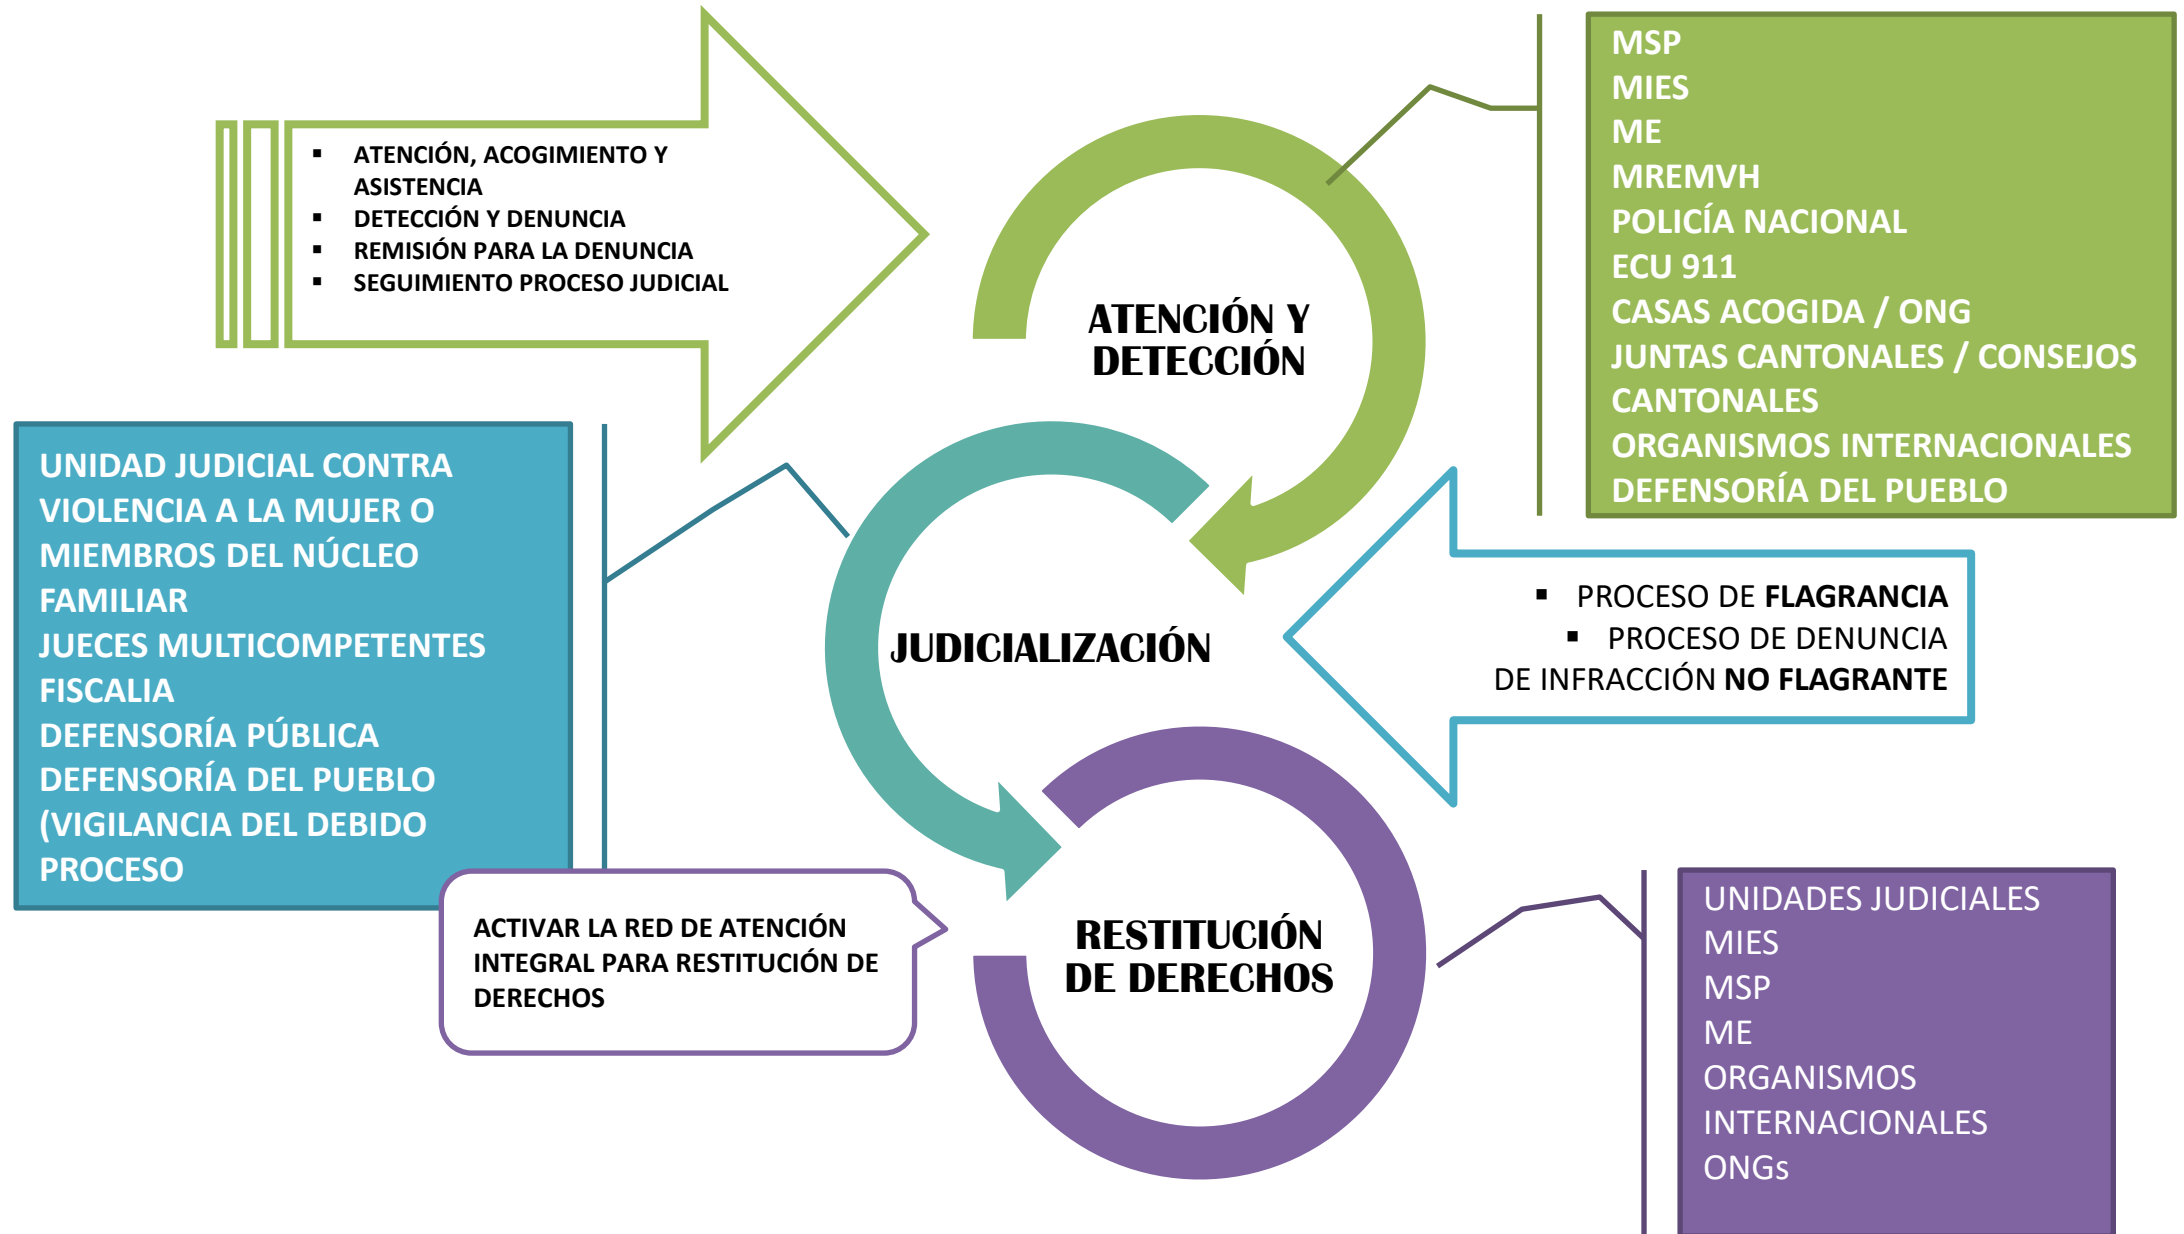 ▪ ATENCIÓN, ACOGIMIENTO Y
ASISTENCIA
▪ DETECCIÓN Y DENUNCIA
▪ REMISIÓN PARA LA DENUNCIA
▪ SEGUIMIENTO PROCESO JUDICIAL
ATENCIÓN Y
DETECCIÓN
MSP
MIES
ME
MREMVH
POLICÍA NACIONAL
ECU 911
CASAS ACOGIDA / ONG
JUNTAS CANTONALES / CONSEJOS
CANTONALES
ORGANISMOS INTERNACIONALES
DEFENSORÍA DEL PUEBLO
UNIDAD JUDICIAL CONTRA
VIOLENCIA A LA MUJER O
MIEMBROS DEL NÚCLEO
FAMILIAR
JUECES MULTICOMPETENTES
FISCALIA
DEFENSORÍA PÚBLICA
DEFENSORÍA DEL PUEBLO
(VIGILANCIA DEL DEBIDO
PROCESO
JUDICIALIZACIÓN
▪ PROCESO DE FLAGRANCIA
▪ PROCESO DE DENUNCIA
DE INFRACCIÓN NO FLAGRANTE
ACTIVAR LA RED DE ATENCIÓN
INTEGRAL PARA RESTITUCIÓN DE
DERECHOS
RESTITUCIÓN
DE DERECHOS
UNIDADES JUDICIALES
MIES
MSP
ME
ORGANISMOS
INTERNACIONALES
ONGs